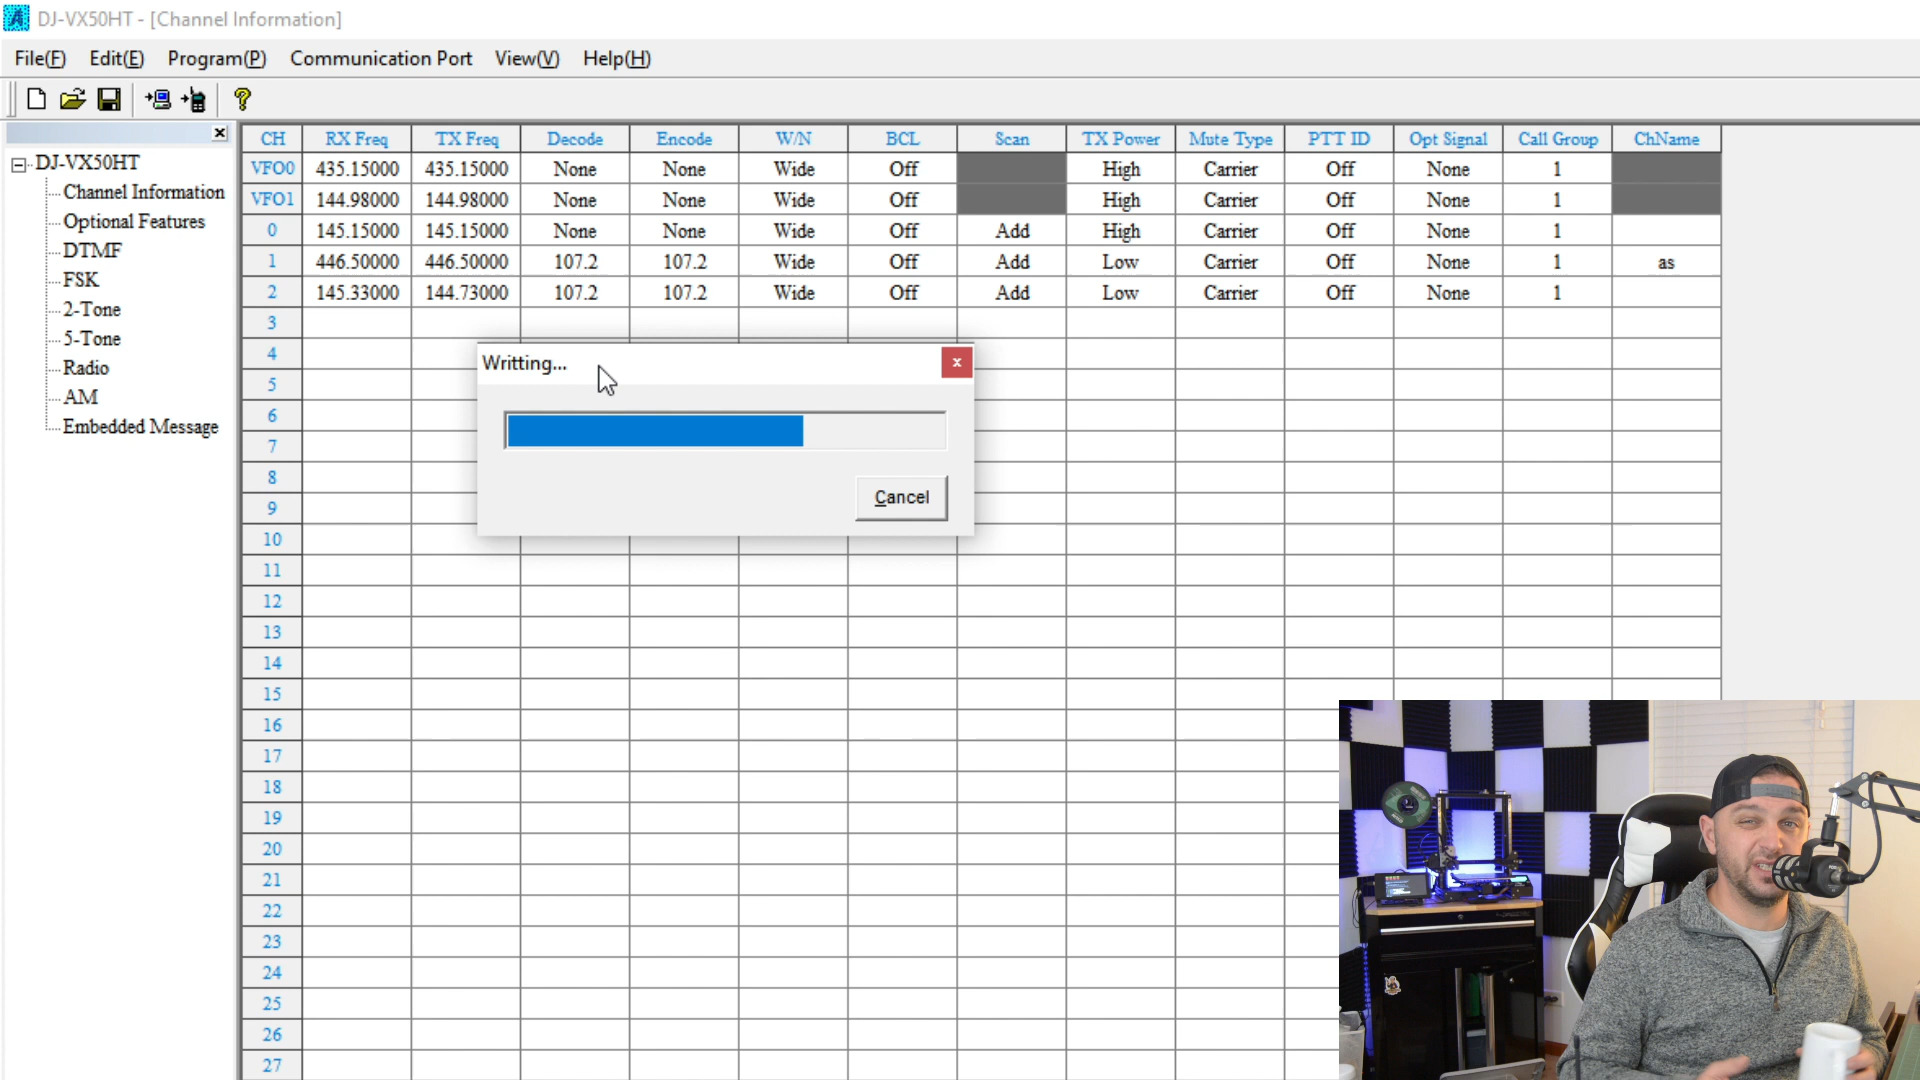 DJ-VX50HT - [Channel Information]
File(F) Edit(E) Program(P) Communication Port View(V) Help(H)
DJ-VX50HT
Channel Information
Optional Features
DTMF
FSK
2-Tone
5-Tone
Radio
AM
Embedded Message
CH RX Freq TX Freq Decode Encode W/N BCL Scan TX Power Mute Type PTT ID Opt Signal Call Group ChName
VFO0 435.15000 435.15000 None None Wide Off High Carrier Off None 1
VFO1 144.98000 144.98000 None None Wide Off High Carrier Off None 1
0 145.15000 145.15000 None None Wide Off Add High Carrier Off None 1
1 446.50000 446.50000 107.2 107.2 Wide Off Add Low Carrier Off None 1 as
2 145.33000 144.73000 107.2 107.2 Wide Off Add Low Carrier Off None 1
3
4
5
6
7
8
9
10
11
12
13
14
15
16
17
18
19
20
21
22
23
24
25
26
27
Writting...
x
Cancel